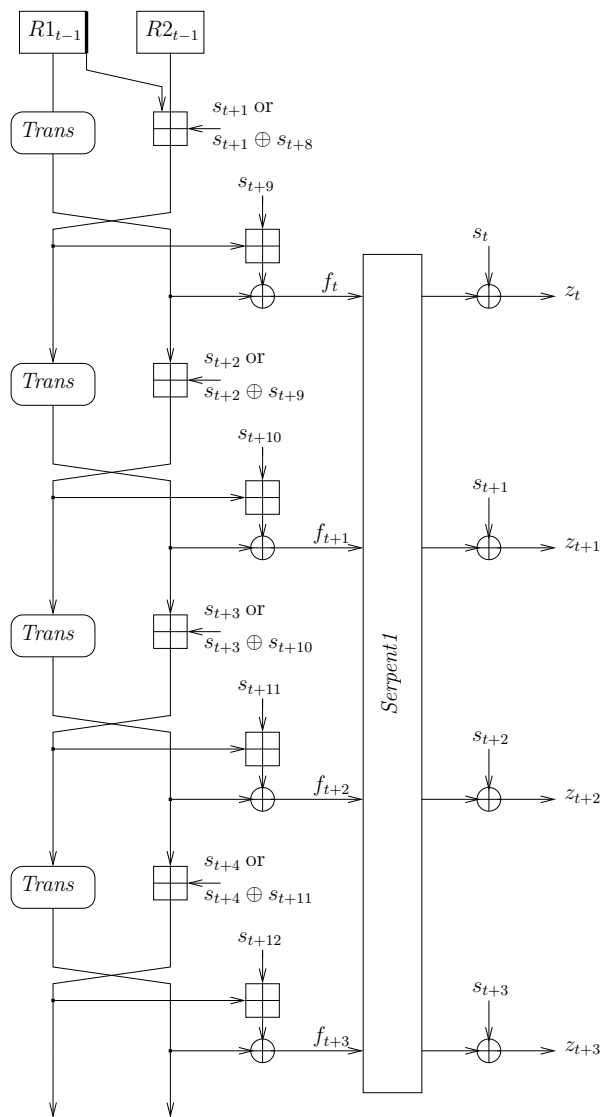 R1_{t−1} R2_{t−1}
Trans
s_{t+1} or
s_{t+1} ⊕ s_{t+8}
s_{t+9}
s_t
f_t
z_t
Trans
s_{t+2} or
s_{t+2} ⊕ s_{t+9}
s_{t+10}
s_{t+1}
f_{t+1}
z_{t+1}
Trans
s_{t+3} or
s_{t+3} ⊕ s_{t+10}
Serpent1
s_{t+11}
s_{t+2}
f_{t+2}
z_{t+2}
Trans
s_{t+4} or
s_{t+4} ⊕ s_{t+11}
s_{t+12}
s_{t+3}
f_{t+3}
z_{t+3}